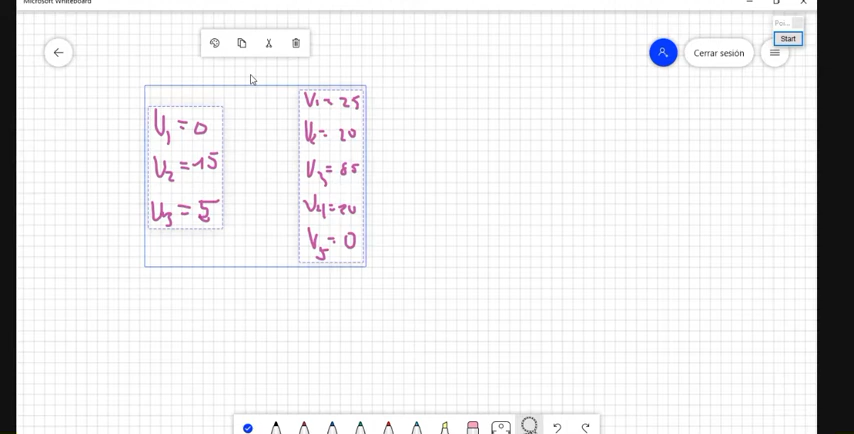 Microsoft Whiteboard
Start
Cerrar sesión
U1 = 0
U2 = -15
U3 = 5
V1 = 25
V2 = 20
V3 = 85
V4 = 20
V5 = 0